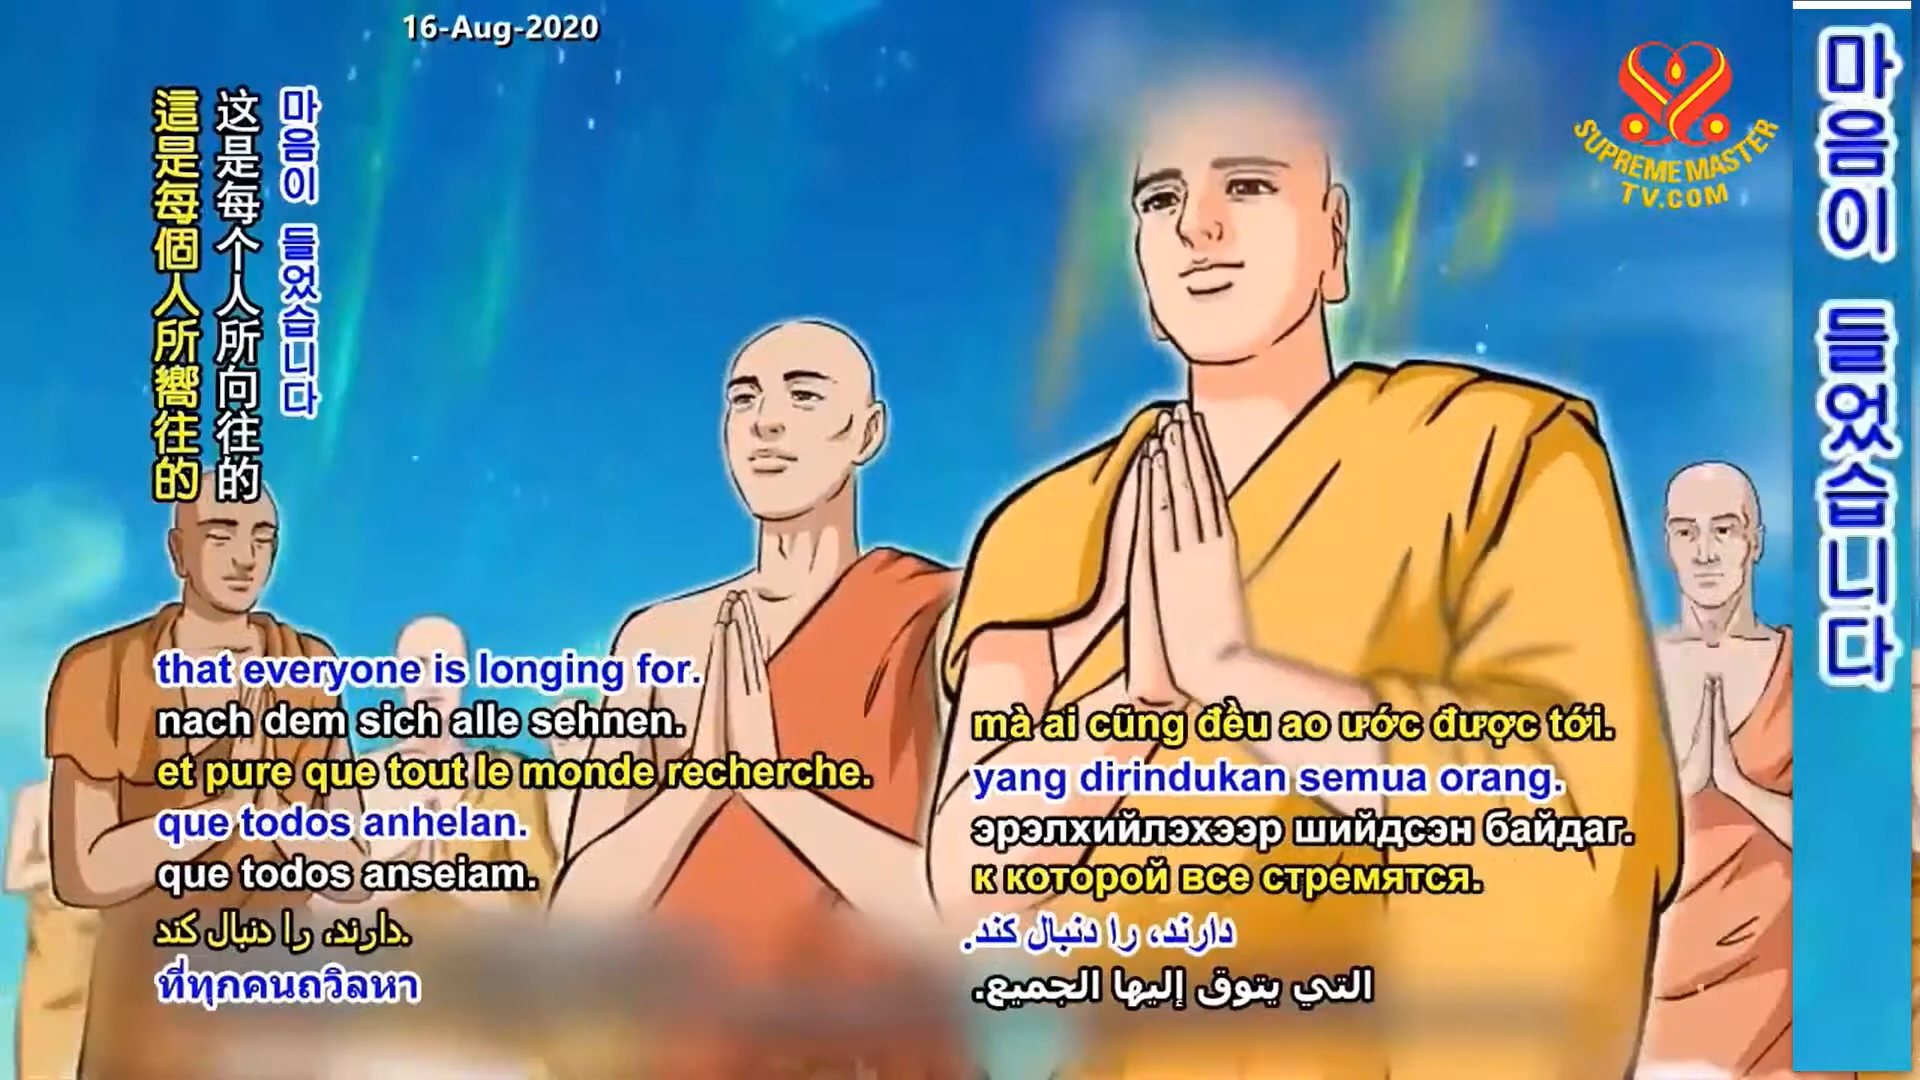 16-Aug-2020
SUPREME MASTER
TV.COM
마음이 들었습니다
这是每个人所向往的
這是每個人所嚮往的
마음이 들었습니다
that everyone is longing for.
nach dem sich alle sehnen.
et pure que tout le monde recherche.
que todos anhelan.
que todos anseiam.
دارند، را دنبال کند.
ที่ทุกคนถวิลหา
mà ai cũng đều ao ước được tới.
yang dirindukan semua orang.
эрэлхийлэхээр шийдсэн байдаг.
к которой все стремятся.
دارند، را دنبال کند.
التي يتوق إليها الجميع.